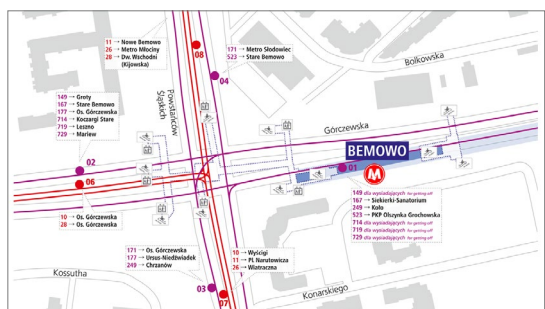 11 → Nowe Bemowo
26 → Metro Młociny
28 → Dw. Wschodni
(Kijowska)
08
171 → Metro Słodowiec
523 → Stare Bemowo
04
Bolkowska
149 → Groty
167 → Stare Bemowo
177 → Os. Górczewska
714 → Koczargi Stare
719 → Leszno
729 → Mariew
Powstańców
Śląskich
Górczewska
BEMOWO
02
06
01
M
10 → Os. Górczewska
28 → Os. Górczewska
149 dla wysiadających for getting off
167 → Siekierki-Sanatorium
249 → Koło
523 → PKP Olszynka Grochowska
714 dla wysiadających for getting off
719 dla wysiadających for getting off
729 dla wysiadających for getting off
171 → Os. Górczewska
177 → Ursus-Niedźwiadek
249 → Chrzanów
10 → Wyścigi
11 → Pl. Narutowicza
26 → Wiatraczna
Kossutha
03
07
Konarskiego